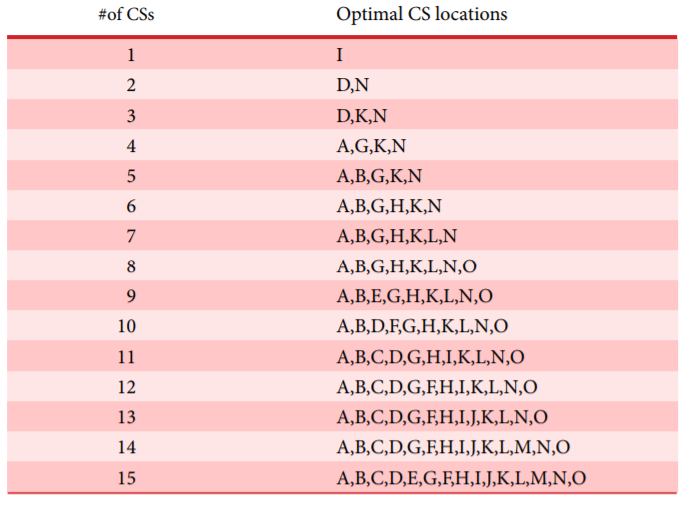 #of CSs Optimal CS locations
1 I
2 D,N
3 D,K,N
4 A,G,K,N
5 A,B,G,K,N
6 A,B,G,H,K,N
7 A,B,G,H,K,L,N
8 A,B,G,H,K,L,N,O
9 A,B,E,G,H,K,L,N,O
10 A,B,D,F,G,H,K,L,N,O
11 A,B,C,D,G,H,I,K,L,N,O
12 A,B,C,D,G,F,H,I,K,L,N,O
13 A,B,C,D,G,F,H,I,J,K,L,N,O
14 A,B,C,D,G,F,H,I,J,K,L,M,N,O
15 A,B,C,D,E,G,F,H,I,J,K,L,M,N,O